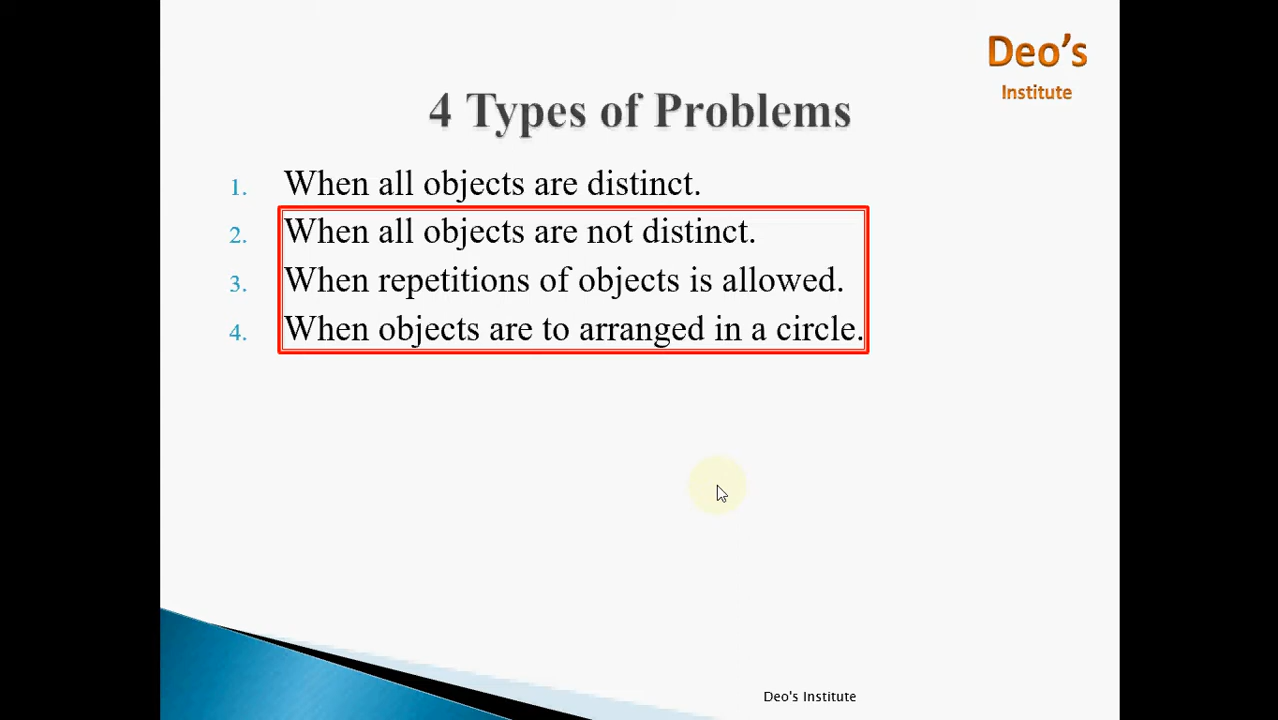 Deo's
Institute
4 Types of Problems
1. When all objects are distinct.
2. When all objects are not distinct.
3. When repetitions of objects is allowed.
4. When objects are to arranged in a circle.
Deo's Institute